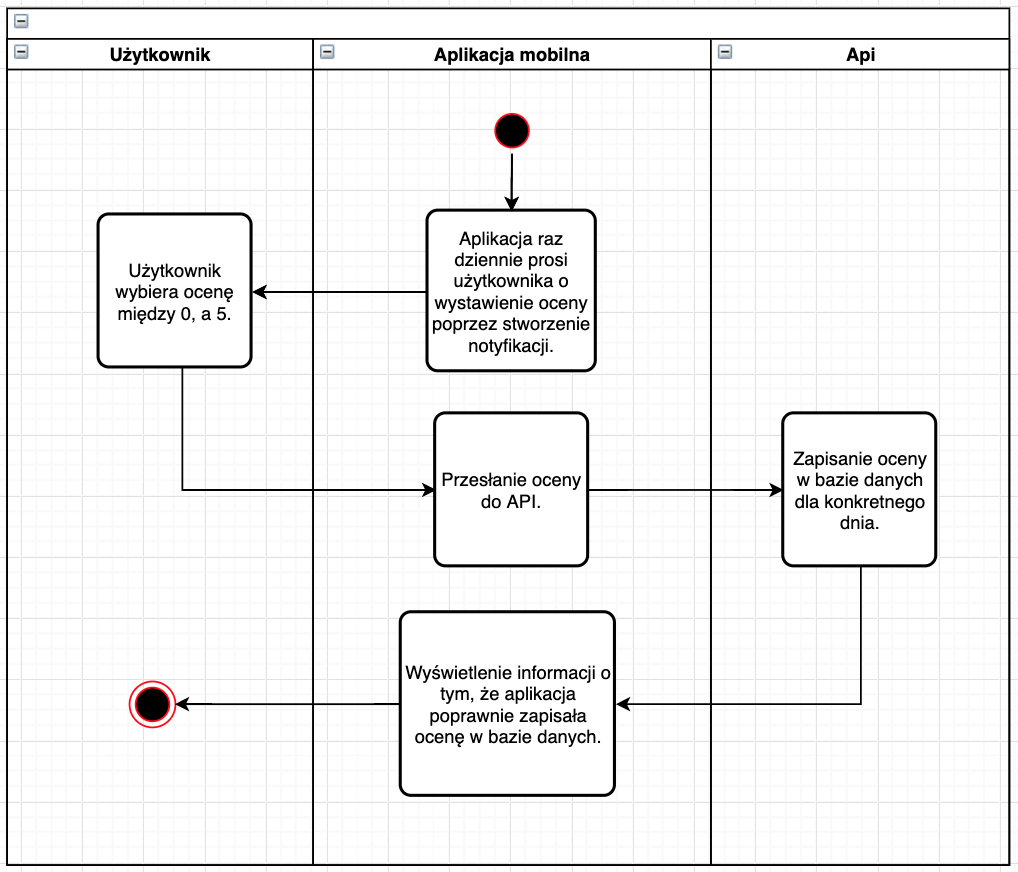 Użytkownik
Aplikacja mobilna
Api
Aplikacja raz
dziennie prosi
użytkownika o
wystawienie oceny
poprzez stworzenie
notyfikacji.
Użytkownik
wybiera ocenę
między 0, a 5.
Przesłanie oceny
do API.
Zapisanie oceny
w bazie danych
dla konkretnego
dnia.
Wyświetlenie informacji o
tym, że aplikacja
poprawnie zapisała
ocenę w bazie danych.